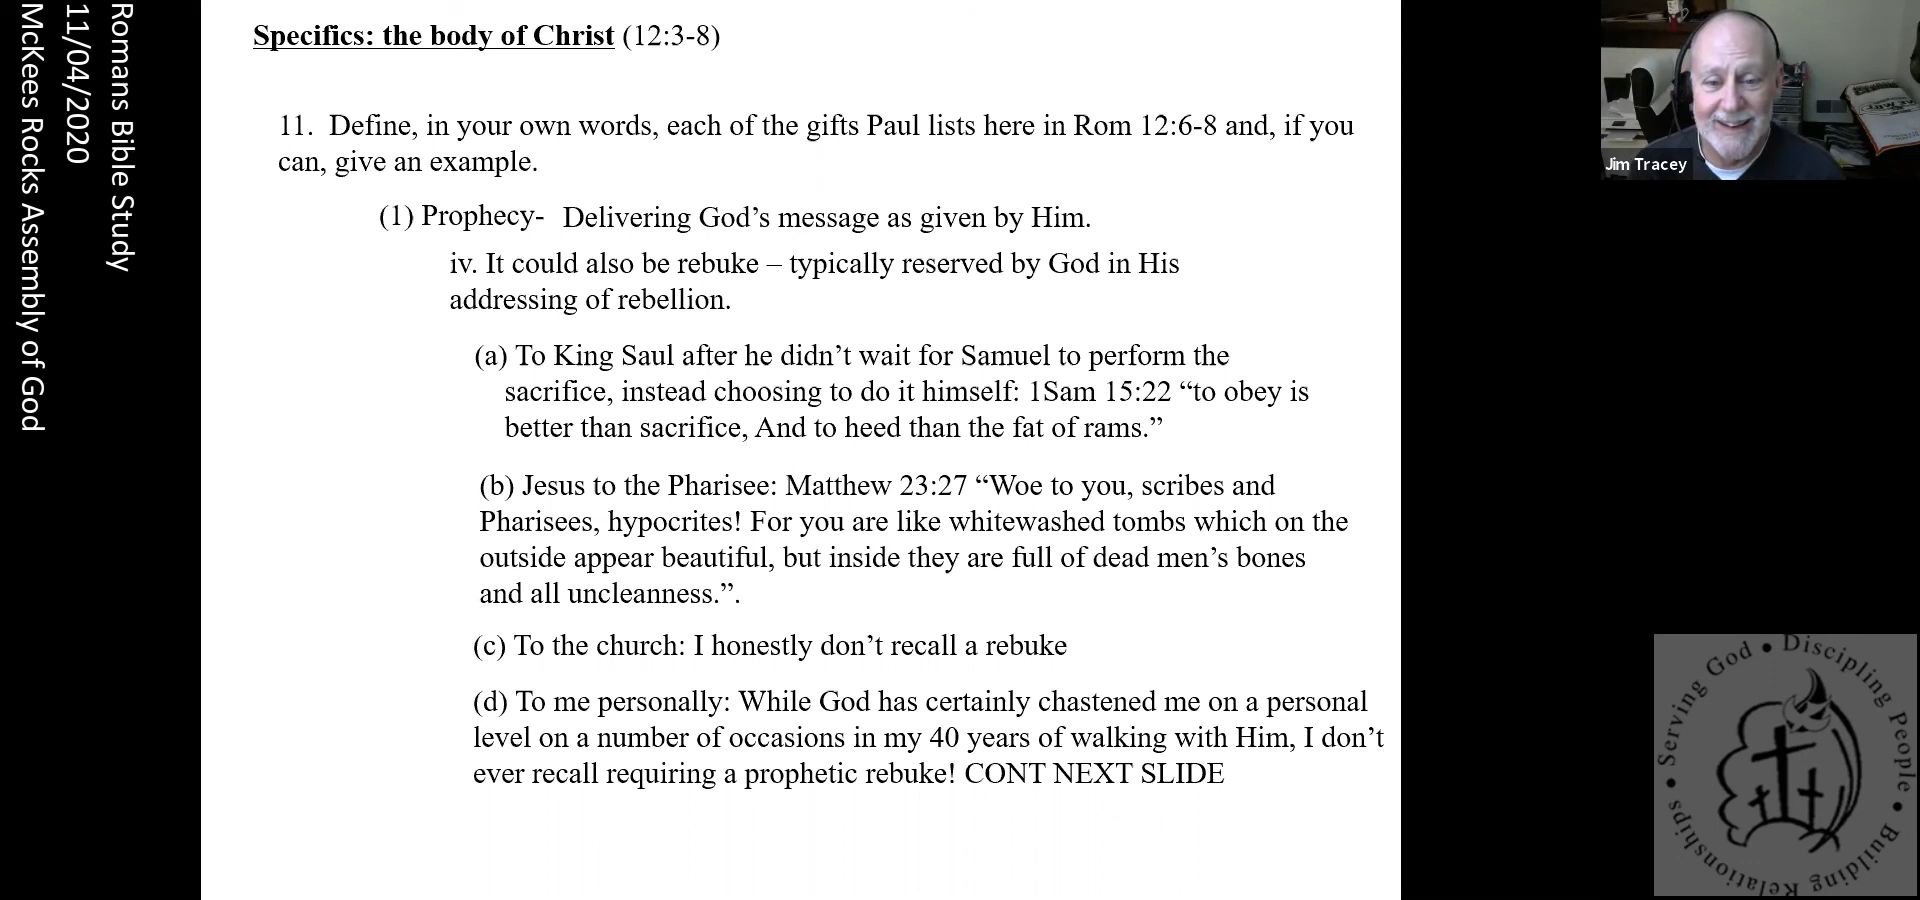 Romans Bible Study
11/04/2020
McKees Rocks Assembly of God
Specifics: the body of Christ (12:3-8)
11. Define, in your own words, each of the gifts Paul lists here in Rom 12:6-8 and, if you
can, give an example.
(1) Prophecy- Delivering God’s message as given by Him.
iv. It could also be rebuke – typically reserved by God in His
addressing of rebellion.
(a) To King Saul after he didn’t wait for Samuel to perform the
sacrifice, instead choosing to do it himself: 1Sam 15:22 “to obey is
better than sacrifice, And to heed than the fat of rams.”
(b) Jesus to the Pharisee: Matthew 23:27 “Woe to you, scribes and
Pharisees, hypocrites! For you are like whitewashed tombs which on the
outside appear beautiful, but inside they are full of dead men’s bones
and all uncleanness.”.
(c) To the church: I honestly don’t recall a rebuke
(d) To me personally: While God has certainly chastened me on a personal
level on a number of occasions in my 40 years of walking with Him, I don’t
ever recall requiring a prophetic rebuke! CONT NEXT SLIDE
Jim Tracey
• Serving God • Discipling People • Building Relationships